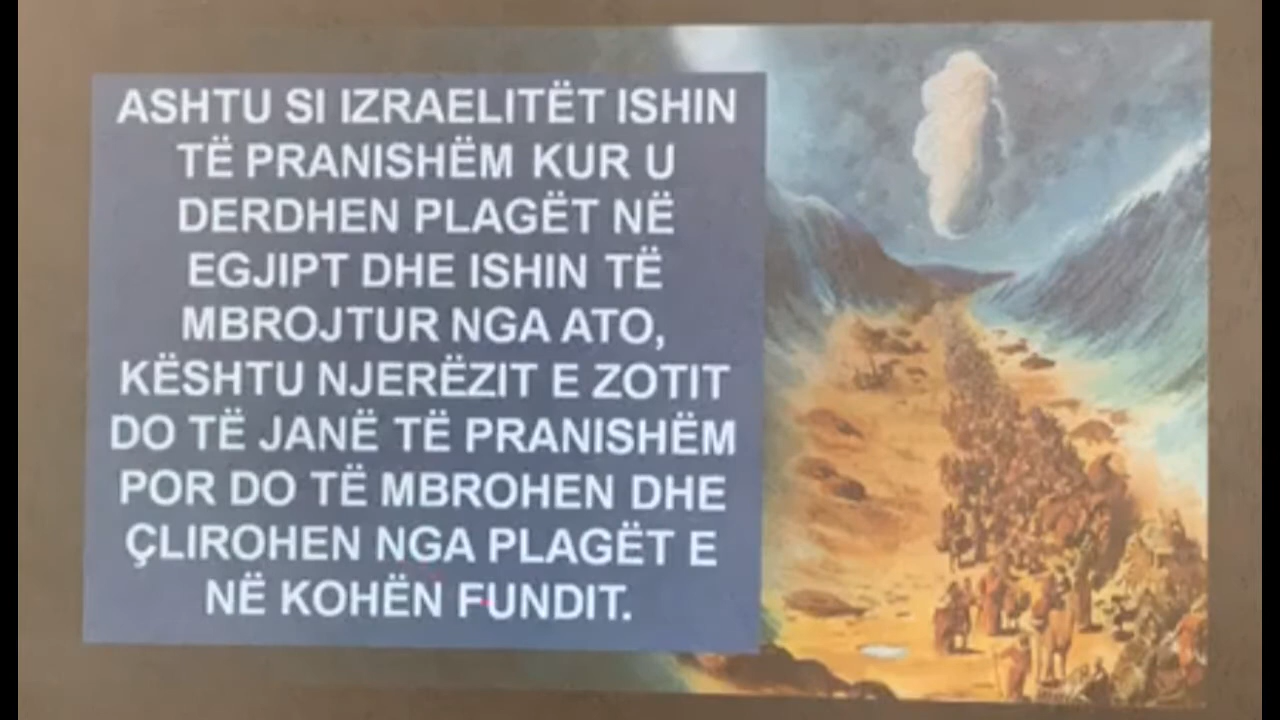 ASHTU SI IZRAELITËT ISHIN
TË PRANISHËM KUR U
DERDHEN PLAGËT NË
EGJIPT DHE ISHIN TË
MBROJTUR NGA ATO,
KËSHTU NJERËZIT E ZOTIT
DO TË JANË TË PRANISHËM
POR DO TË MBROHEN DHE
ÇLIROHEN NGA PLAGËT E
NË KOHËN FUNDIT.